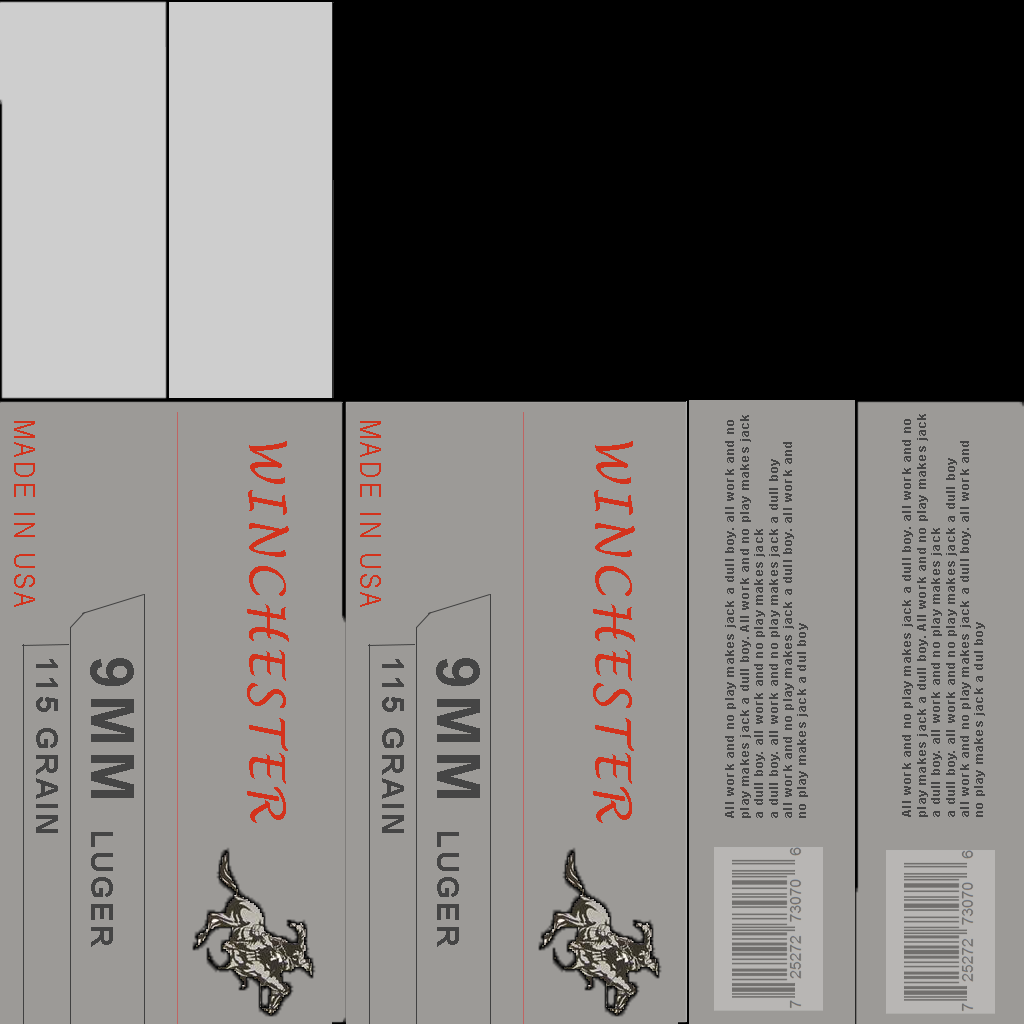 MADE IN USA
WINCHESTER
9MM LUGER
115 GRAIN
MADE IN USA
WINCHESTER
9MM LUGER
115 GRAIN
All work and no play makes jack a dull boy. all work and no
play makes jack a dull boy. All work and no play makes jack
a dull boy. all work and no play makes jack
a dull boy. all work and no play makes jack a dull boy
all work and no play makes jack a dull boy. all work and
no play makes jack a dul boy
7 25272 73070 6
All work and no play makes jack a dull boy. all work and no
play makes jack a dull boy. All work and no play makes jack
a dull boy. all work and no play makes jack
a dull boy. all work and no play makes jack a dull boy
all work and no play makes jack a dull boy. all work and
no play makes jack a dul boy
7 25272 73070 6